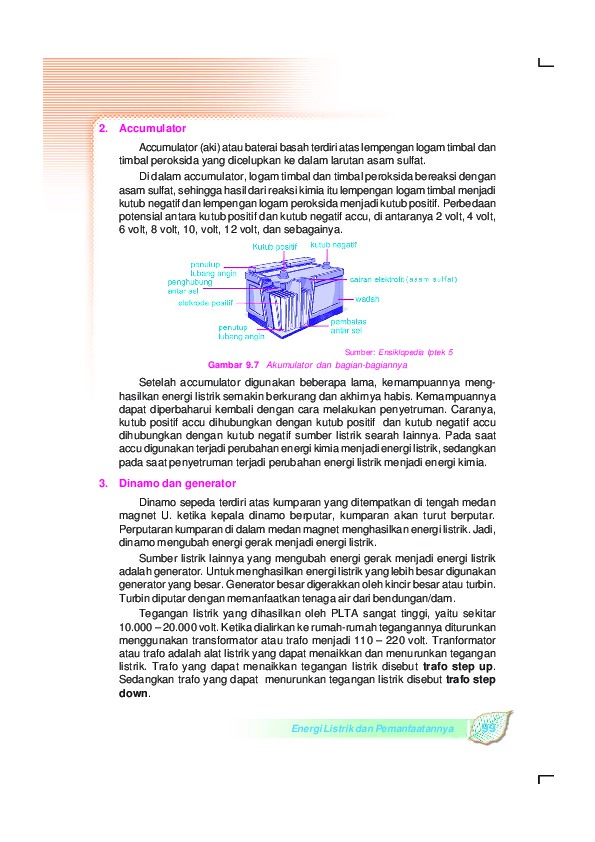 2. Accumulator
Accumulator (aki) atau baterai basah terdiri atas lempengan logam timbal dan
timbal peroksida yang dicelupkan ke dalam larutan asam sulfat.
Di dalam accumulator, logam timbal dan timbal peroksida bereaksi dengan
asam sulfat, sehingga hasil dari reaksi kimia itu lempengan logam timbal menjadi
kutub negatif dan lempengan logam peroksida menjadi kutub positif. Perbedaan
potensial antara kutub positif dan kutub negatif accu, di antaranya 2 volt, 4 volt,
6 volt, 8 volt, 10, volt, 12 volt, dan sebagainya.
Kutub positif kutub negatif
penutup
lubang angin
penghubung
antar sel
cairan elektrofit (asam sulfat)
elektroda positif
wadah
penutup
lubang angin
pembatas
antar sel
Sumber: Ensiklopedia Iptek 5
Gambar 9.7 Akumulator dan bagian-bagiannya
Setelah accumulator digunakan beberapa lama, kemampuannya meng-
hasilkan energi listrik semakin berkurang dan akhirnya habis. Kemampuannya
dapat diperbaharui kembali dengan cara melakukan penyetruman. Caranya,
kutub positif accu dihubungkan dengan kutub positif dan kutub negatif accu
dihubungkan dengan kutub negatif sumber listrik searah lainnya. Pada saat
accu digunakan terjadi perubahan energi kimia menjadi energi listrik, sedangkan
pada saat penyetruman terjadi perubahan energi listrik menjadi energi kimia.
3. Dinamo dan generator
Dinamo sepeda terdiri atas kumparan yang ditempatkan di tengah medan
magnet U. ketika kepala dinamo berputar, kumparan akan turut berputar.
Perputaran kumparan di dalam medan magnet menghasilkan energi listrik. Jadi,
dinamo mengubah energi gerak menjadi energi listrik.
Sumber listrik lainnya yang mengubah energi gerak menjadi energi listrik
adalah generator. Untuk menghasilkan energi listrik yang lebih besar digunakan
generator yang besar. Generator besar digerakkan oleh kincir besar atau turbin.
Turbin diputar dengan memanfaatkan tenaga air dari bendungan/dam.
Tegangan listrik yang dihasilkan oleh PLTA sangat tinggi, yaitu sekitar
10.000 – 20.000 volt. Ketika dialirkan ke rumah-rumah tegangannya diturunkan
menggunakan transformator atau trafo menjadi 110 – 220 volt. Tranformator
atau trafo adalah alat listrik yang dapat menaikkan dan menurunkan tegangan
listrik. Trafo yang dapat menaikkan tegangan listrik disebut trafo step up.
Sedangkan trafo yang dapat menurunkan tegangan listrik disebut trafo step
down.
Energi Listrik dan Pemanfaatannya 99